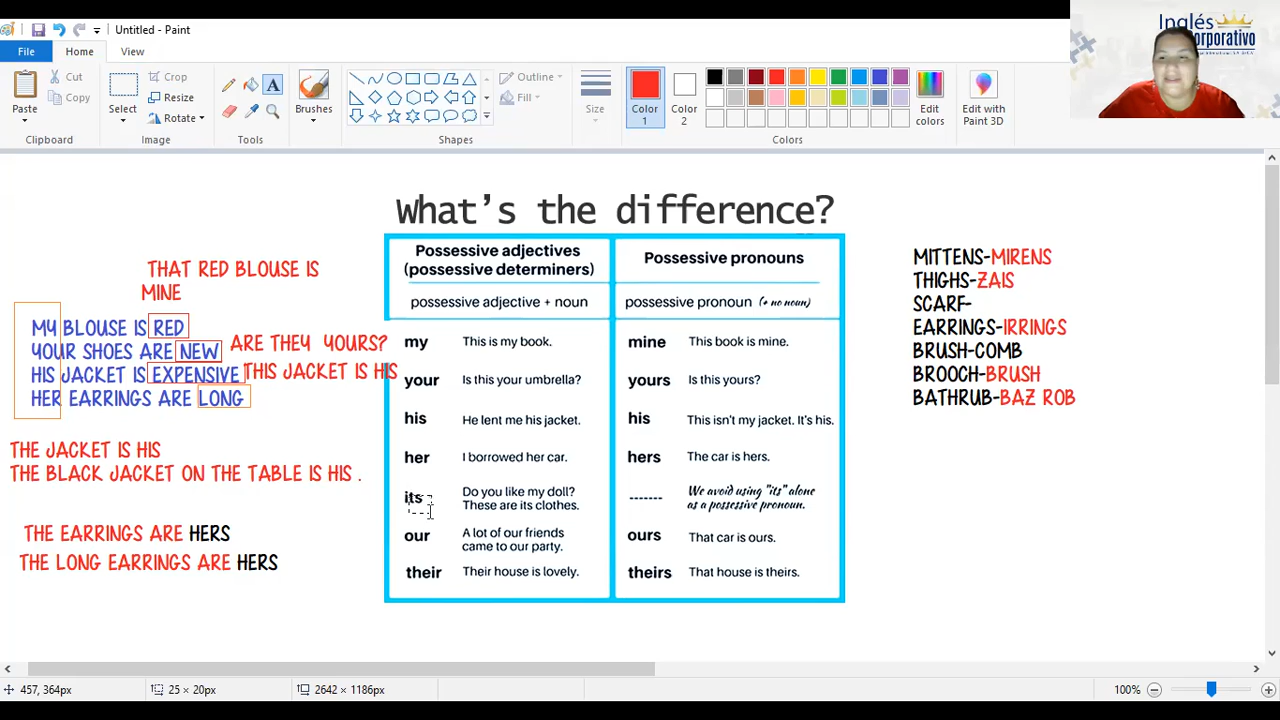 Untitled - Paint
File
Home
View
Paste
Cut
Copy
Clipboard
Select
Crop
Resize
Rotate
Image
Tools
Brushes
Outline
Fill
Shapes
Size
Color 1
Color 2
Edit colors
Edit with Paint 3D
Colors
Inglés
orporativo
What's the difference?
Possessive adjectives
(possessive determiners)
Possessive pronouns
possessive adjective + noun
possessive pronoun (+ no noun)
my This is my book. mine This book is mine.
your Is this your umbrella? yours Is this yours?
his He lent me his jacket. his This isn't my jacket. It's his.
her I borrowed her car. hers The car is hers.
its Do you like my doll? These are its clothes. ------- We avoid using "its" alone as a possessive pronoun.
our A lot of our friends came to our party. ours That car is ours.
their Their house is lovely. theirs That house is theirs.
THAT RED BLOUSE IS
MINE
MY BLOUSE IS RED
YOUR SHOES ARE NEW
HIS JACKET IS EXPENSIVE
HER EARRINGS ARE LONG
ARE THEY YOURS?
THIS JACKET IS HIS
THE JACKET IS HIS
THE BLACK JACKET ON THE TABLE IS HIS .
THE EARRINGS ARE HERS
THE LONG EARRINGS ARE HERS
MITTENS-MIRENS
THIGHS-ZAIS
SCARF-
EARRINGS-IRRINGS
BRUSH-COMB
BROOCH-BRUSH
BATHRUB-BAZ ROB
457, 364px
25 × 20px
2642 × 1186px
100%